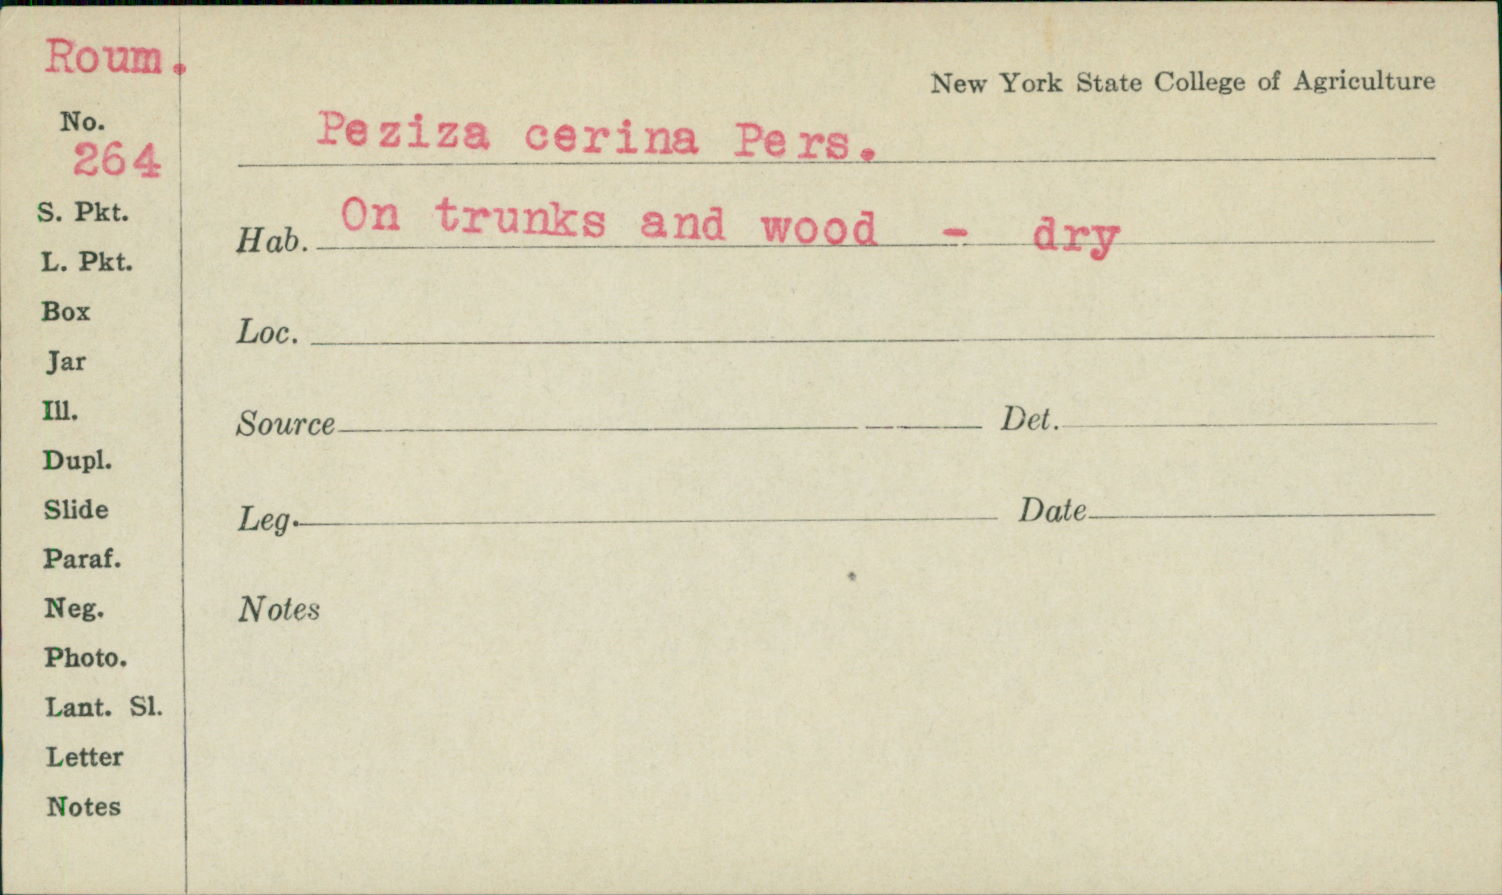 Roum.
New York State College of Agriculture
No.
264
Peziza cerina Pers.
S. Pkt.
Hab. On trunks and wood - dry
L. Pkt.
Box
Loc.
Jar
Ill.
Source Det.
Dupl.
Slide
Leg. Date
Paraf.
Neg.
Notes
Photo.
Lant. Sl.
Letter
Notes